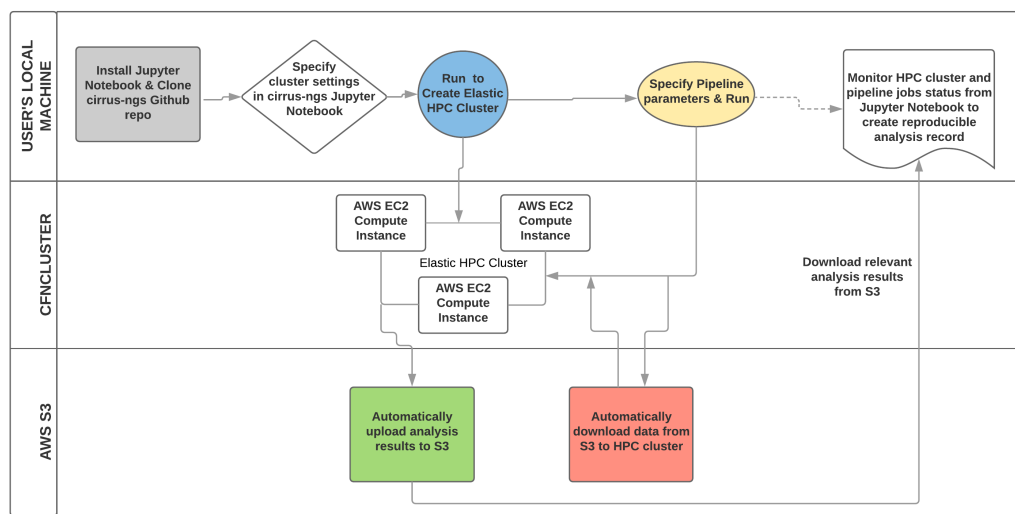 USER'S LOCAL
MACHINE
Install Jupyter
Notebook & Clone
cirrus-ngs Github
repo
Specify
cluster settings
in cirrus-ngs Jupyter
Notebook
Run to
Create Elastic
HPC Cluster
Specify Pipeline
parameters & Run
Monitor HPC cluster and
pipeline jobs status from
Jupyter Notebook to
create reproducible
analysis record
CFNCLUSTER
AWS EC2
Compute
Instance
AWS EC2
Compute
Instance
Elastic HPC Cluster
AWS EC2
Compute
Instance
Download relevant
analysis results
from S3
AWS S3
Automatically
upload analysis
results to S3
Automatically
download data from
S3 to HPC cluster